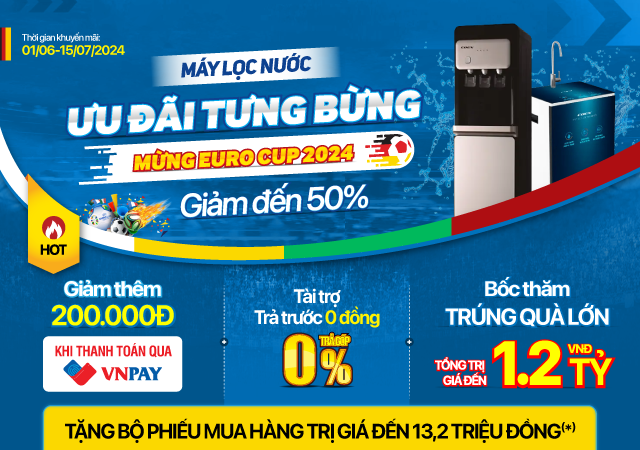 Thời gian khuyến mãi:
01/06-15/07/2024
MÁY LỌC NƯỚC
ƯU ĐÃI TƯNG BỪNG
MỪNG EURO CUP 2024
Giảm đến 50%
HOT
Giảm thêm
200.000Đ
KHI THANH TOÁN QUA
VNPAY
Tài trợ
Trả trước 0 đồng
TRẢ GÓP
0%
Bốc thăm
TRÚNG QUÀ LỚN
TỔNG TRỊ
GIÁ ĐẾN
1.2 VNĐ
TỶ
TẶNG BỘ PHIẾU MUA HÀNG TRỊ GIÁ ĐẾN 13,2 TRIỆU ĐỒNG(*)